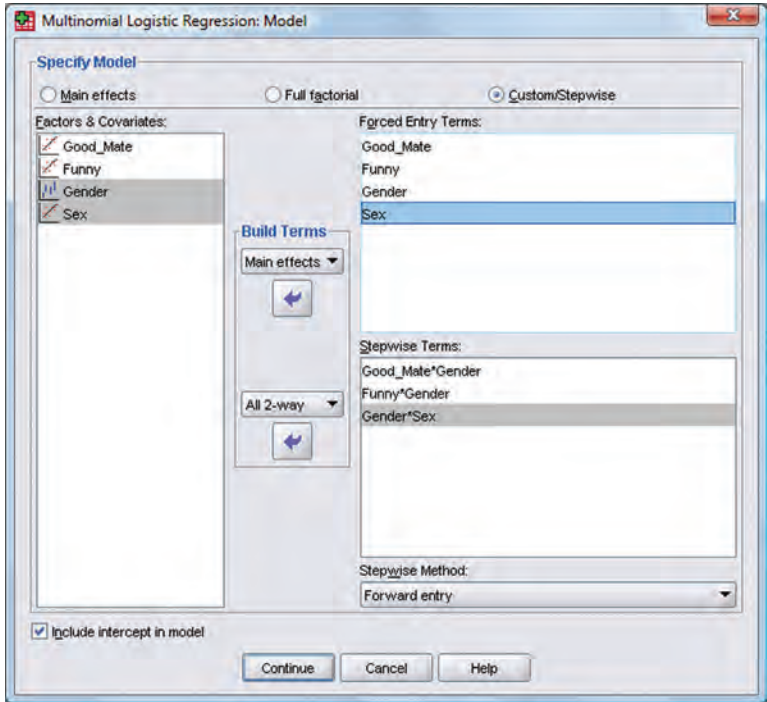 Multinomial Logistic Regression: Model
Specify Model
Main effects
Full factorial
Custom/Stepwise
Factors & Covariates:
Good_Mate
Funny
Gender
Sex
Build Terms
Main effects
All 2-way
Forced Entry Terms:
Good_Mate
Funny
Gender
Sex
Stepwise Terms:
Good_Mate*Gender
Funny*Gender
Gender*Sex
Stepwise Method:
Forward entry
Include intercept in model
Continue
Cancel
Help